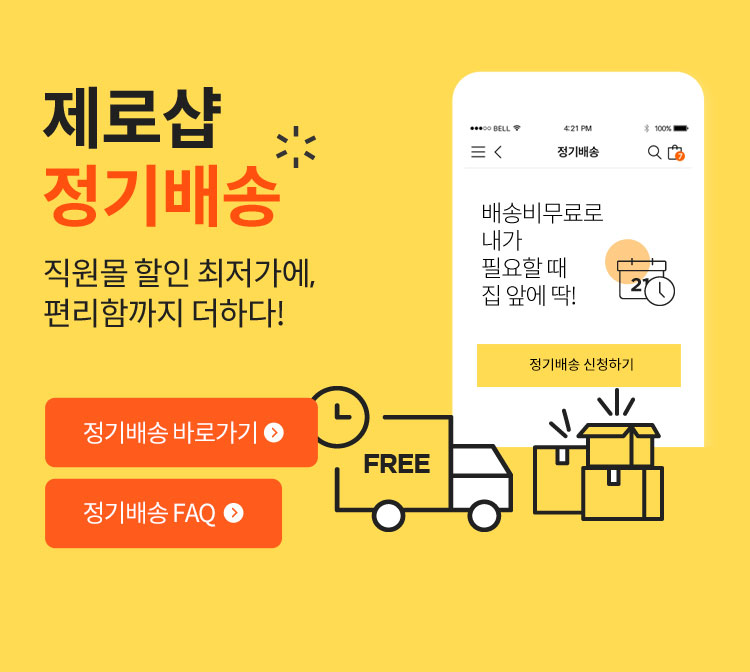 제로샵
정기배송
직원몰 할인 최저가에,
편리함까지 더하다!
정기배송 바로가기
정기배송 FAQ
BELL
4:21 PM
100%
정기배송
7
배송비무료로
내가
필요할 때
집 앞에 딱!
21
정기배송 신청하기
FREE